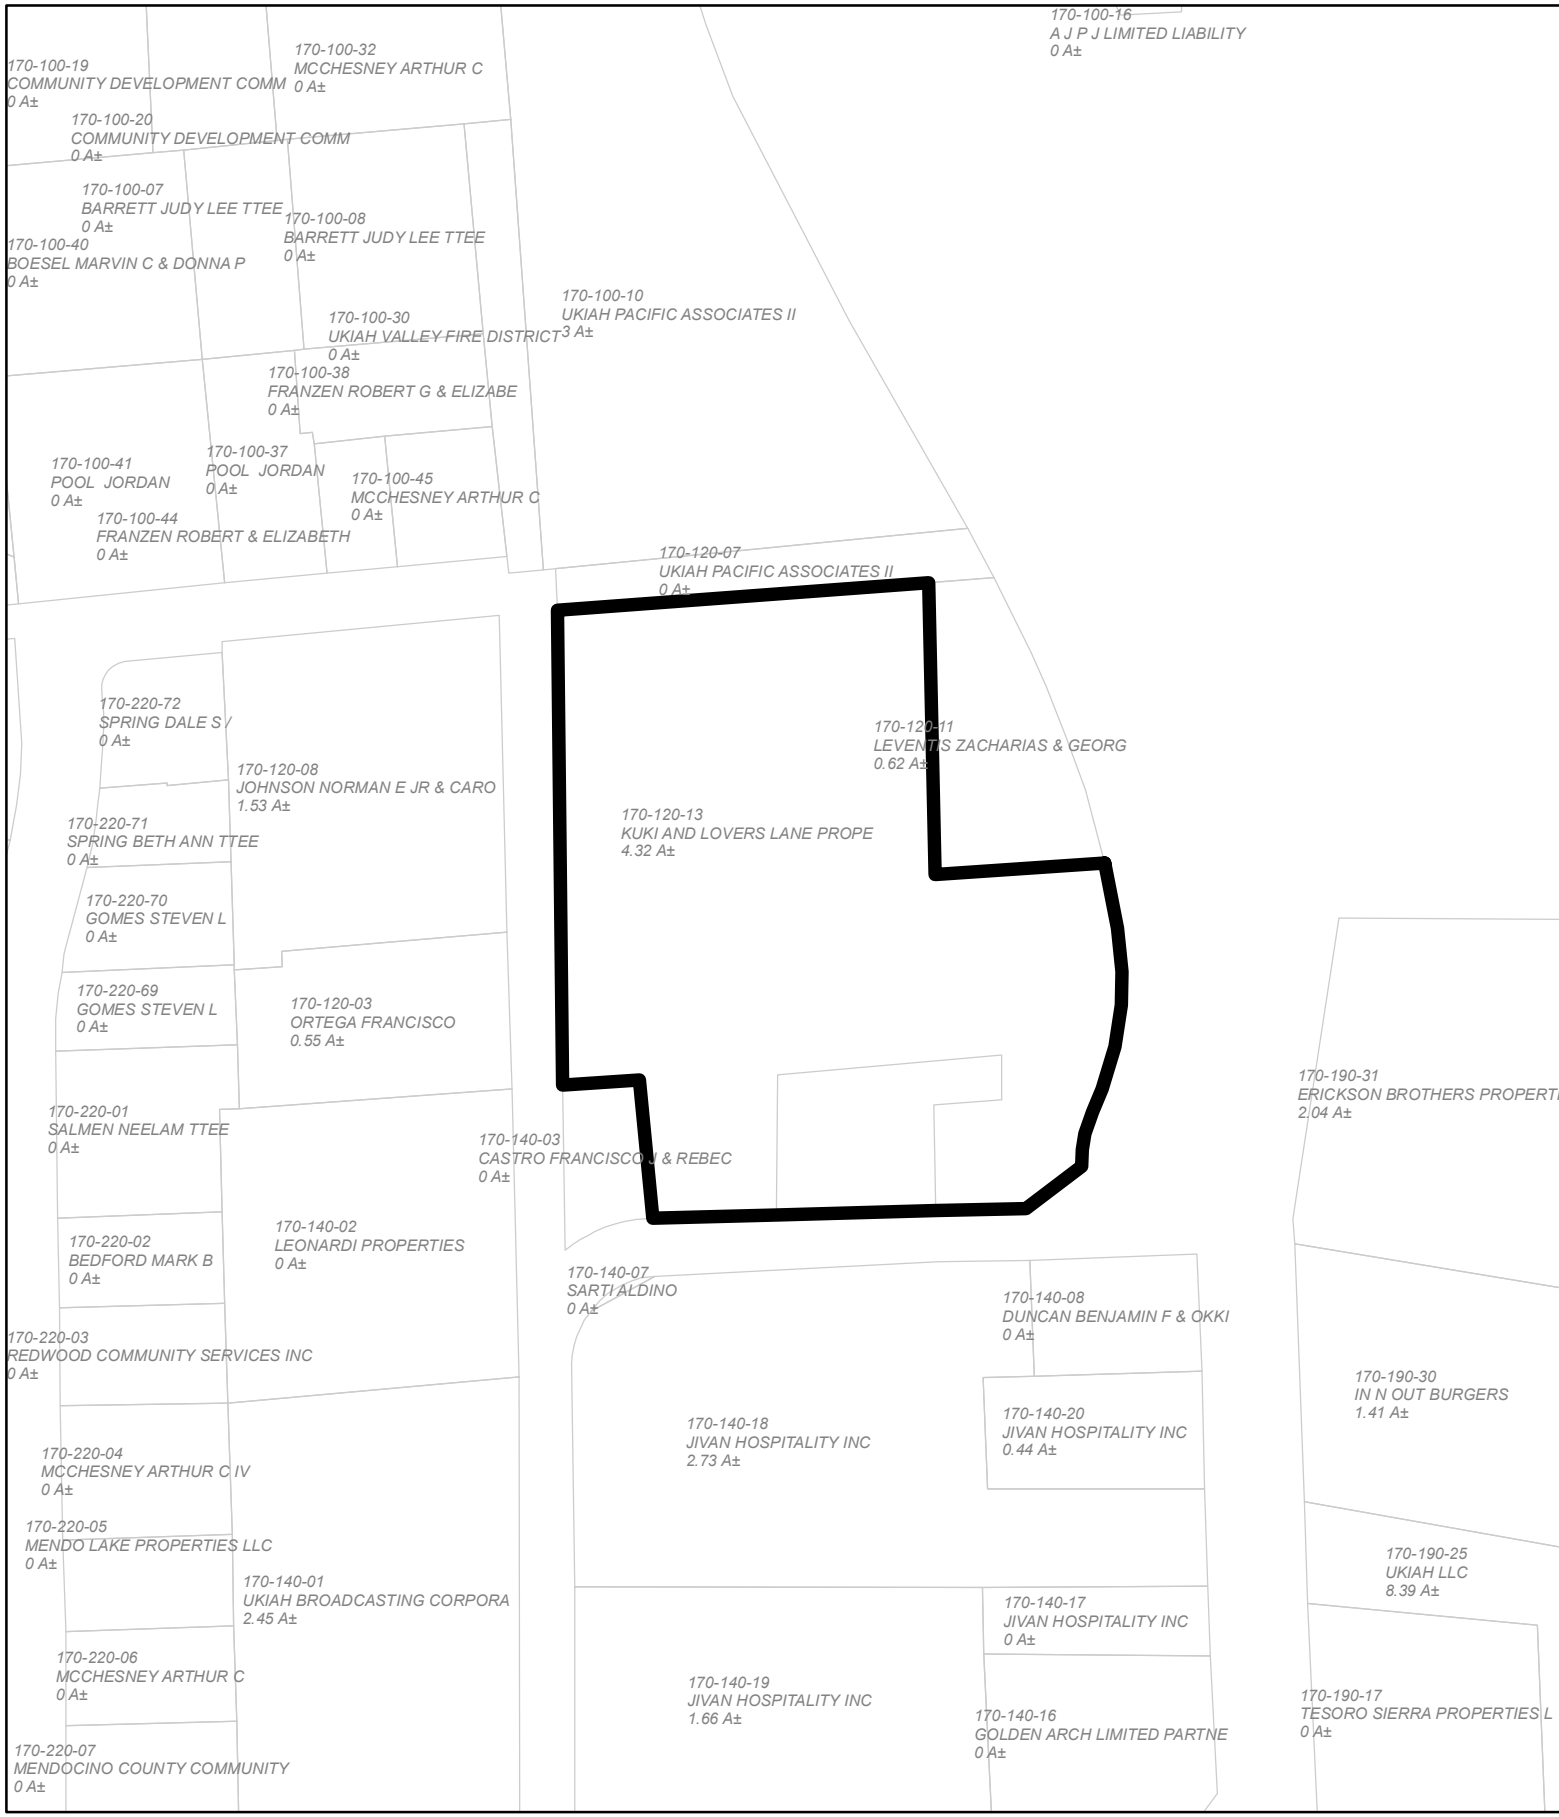 170-100-16
A J P J LIMITED LIABILITY
0 A±
170-100-32
MCCHESNEY ARTHUR C
0 A±
170-100-19
COMMUNITY DEVELOPMENT COMM
0 A±
170-100-20
COMMUNITY DEVELOPMENT COMM
0 A±
170-100-07
BARRETT JUDY LEE TTEE
0 A±
170-100-08
BARRETT JUDY LEE TTEE
0 A±
170-100-40
BOESEL MARVIN C & DONNA P
0 A±
170-100-10
UKIAH PACIFIC ASSOCIATES II
3 A±
170-100-30
UKIAH VALLEY FIRE DISTRICT
0 A±
170-100-38
FRANZEN ROBERT G & ELIZABE
0 A±
170-100-41
POOL  JORDAN
0 A±
170-100-37
POOL  JORDAN
0 A±
170-100-45
MCCHESNEY ARTHUR C
0 A±
170-100-44
FRANZEN ROBERT & ELIZABETH
0 A±
170-120-07
UKIAH PACIFIC ASSOCIATES II
0 A±
170-220-72
SPRING DALE S /
0 A±
170-120-11
LEVENTIS ZACHARIAS & GEORG
0.62 A±
170-120-08
JOHNSON NORMAN E JR & CARO
1.53 A±
170-120-13
KUKI AND LOVERS LANE PROPE
4.32 A±
170-220-71
SPRING BETH ANN TTEE
0 A±
170-220-70
GOMES STEVEN L
0 A±
170-220-69
GOMES STEVEN L
0 A±
170-120-03
ORTEGA FRANCISCO
0.55 A±
170-190-31
ERICKSON BROTHERS PROPERTI
2.04 A±
170-220-01
SALMEN NEELAM TTEE
0 A±
170-140-03
CASTRO FRANCISCO J & REBEC
0 A±
170-140-02
LEONARDI PROPERTIES
0 A±
170-220-02
BEDFORD MARK B
0 A±
170-140-07
SARTI ALDINO
0 A±
170-140-08
DUNCAN BENJAMIN F & OKKI
0 A±
170-220-03
REDWOOD COMMUNITY SERVICES INC
0 A±
170-190-30
IN N OUT BURGERS
1.41 A±
170-140-18
JIVAN HOSPITALITY INC
2.73 A±
170-140-20
JIVAN HOSPITALITY INC
0.44 A±
170-220-04
MCCHESNEY ARTHUR C IV
0 A±
170-220-05
MENDO LAKE PROPERTIES LLC
0 A±
170-190-25
UKIAH LLC
8.39 A±
170-140-01
UKIAH BROADCASTING CORPORA
2.45 A±
170-140-17
JIVAN HOSPITALITY INC
0 A±
170-220-06
MCCHESNEY ARTHUR C
0 A±
170-140-19
JIVAN HOSPITALITY INC
1.66 A±
170-190-17
TESORO SIERRA PROPERTIES L
0 A±
170-140-16
GOLDEN ARCH LIMITED PARTNE
0 A±
170-220-07
MENDOCINO COUNTY COMMUNITY
0 A±